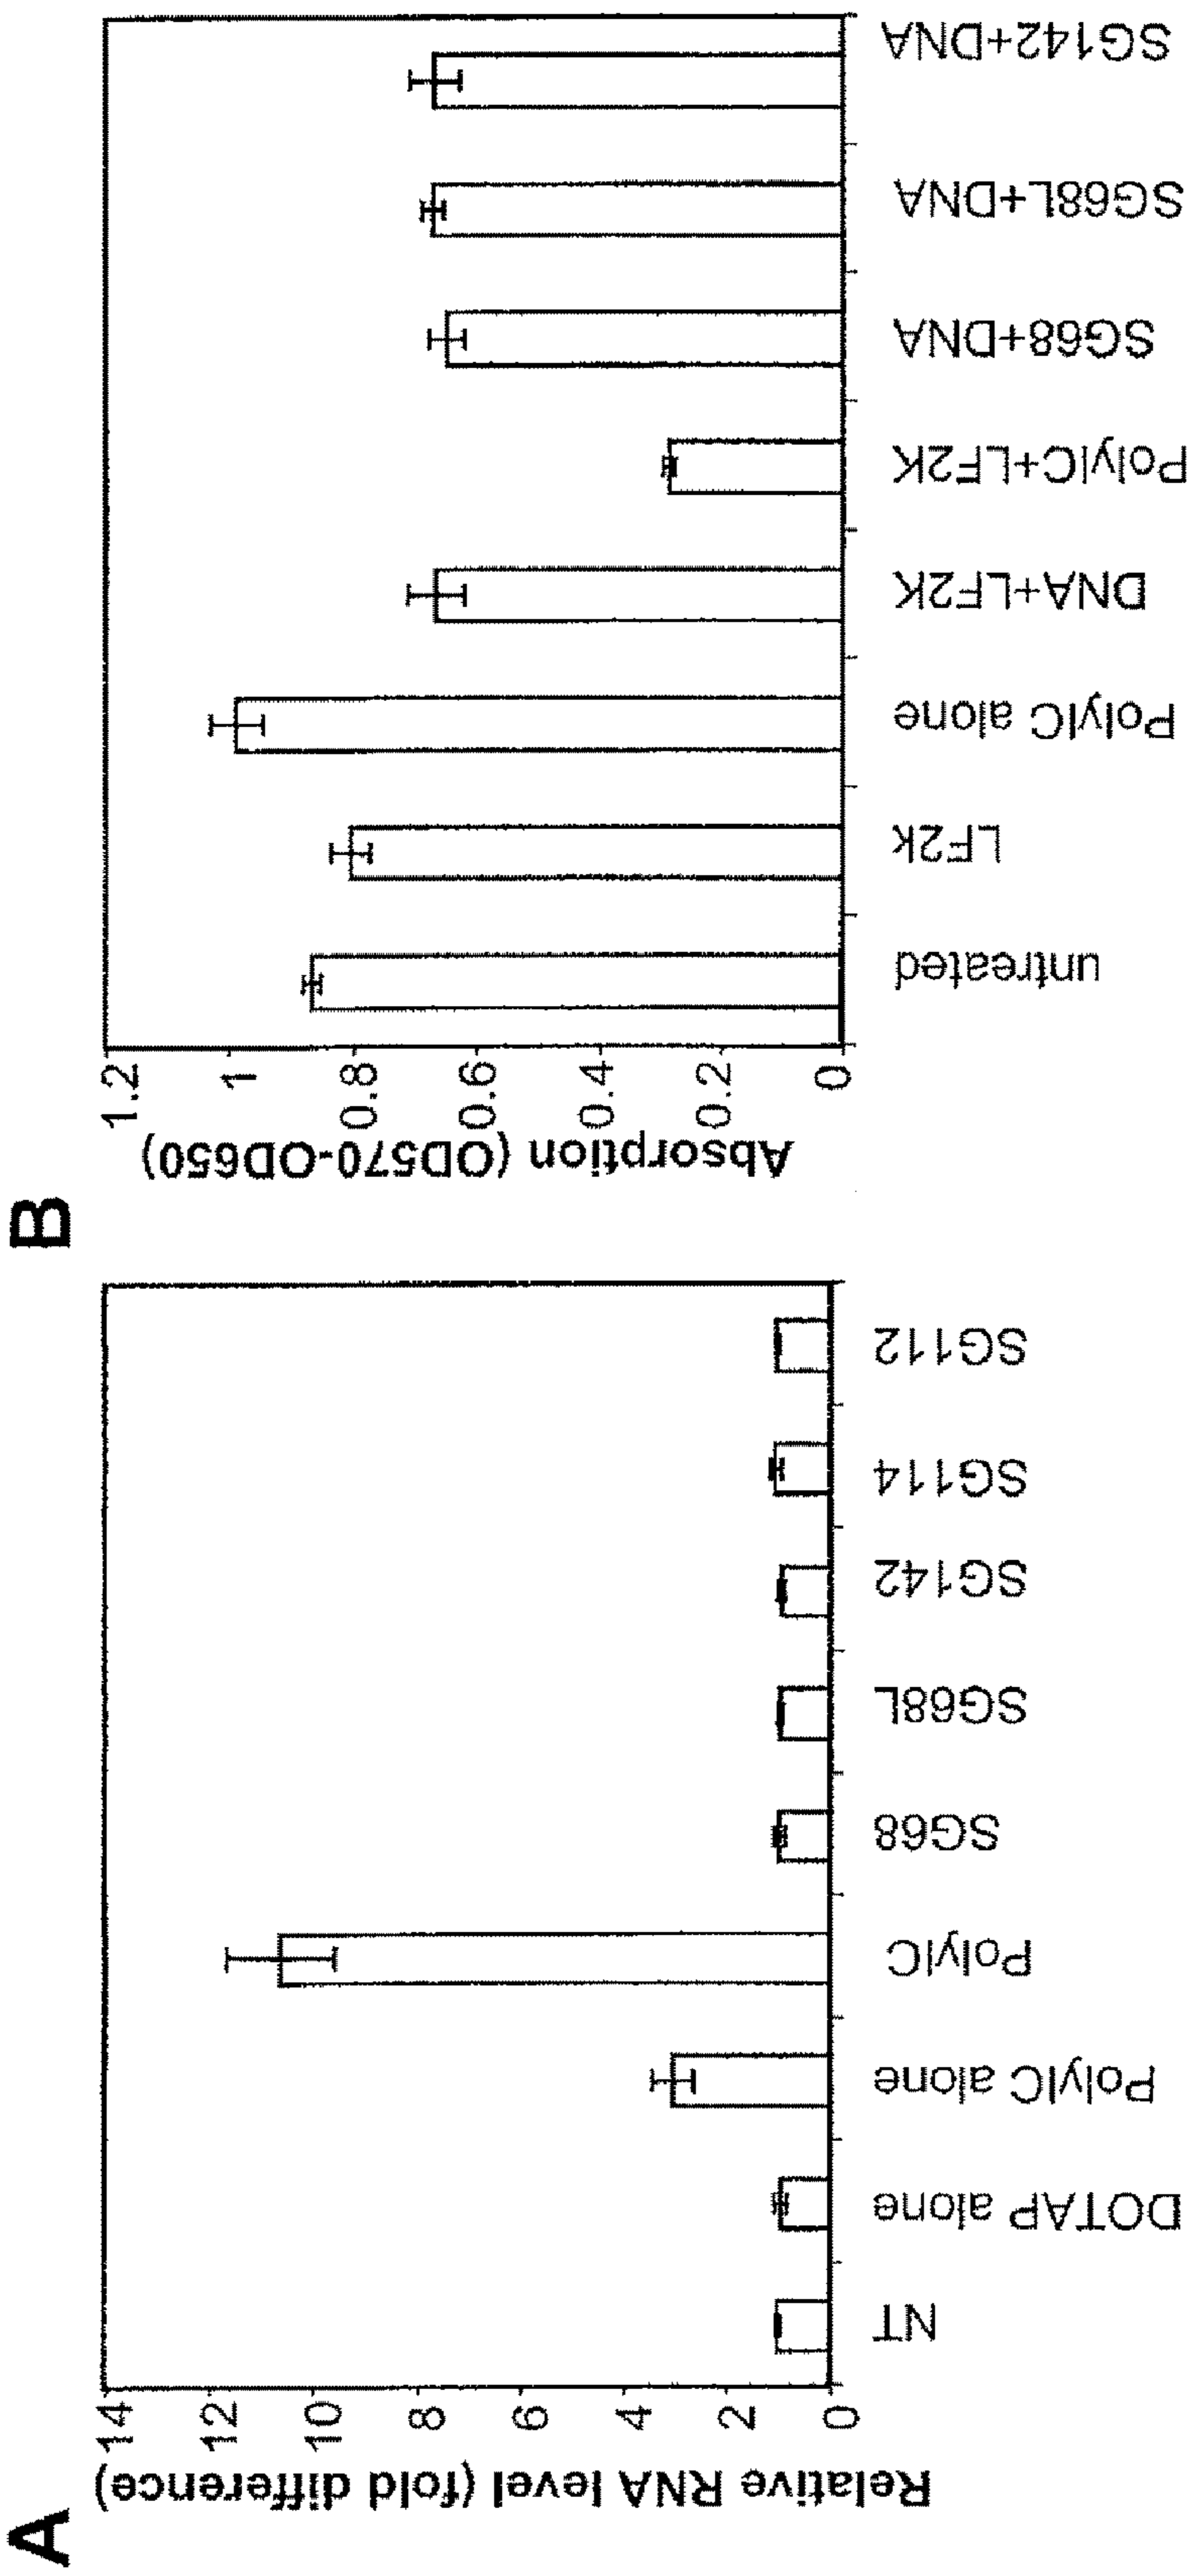 A
Relative RNA level (fold difference)
14
12
10
8
6
4
2
0
NT
DOTAP alone
PolyIC alone
PolyIC
SG68
SG68L
SG142
SG114
SG112
B
Absorption (OD570-OD650)
1.2
1
0.8
0.6
0.4
0.2
0
untreated
LF2k
PolyIC alone
DNA+LF2K
PolyIC+LF2K
SG68+DNA
SG68L+DNA
SG142+DNA